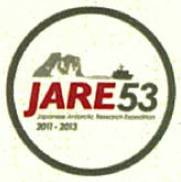 JARE53
Japanese Antarctic Research Expedition
2011 - 2013